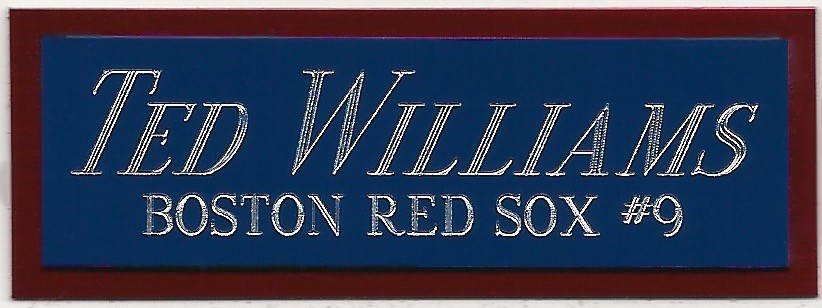 TED WILLIAMS
BOSTON RED SOX #9